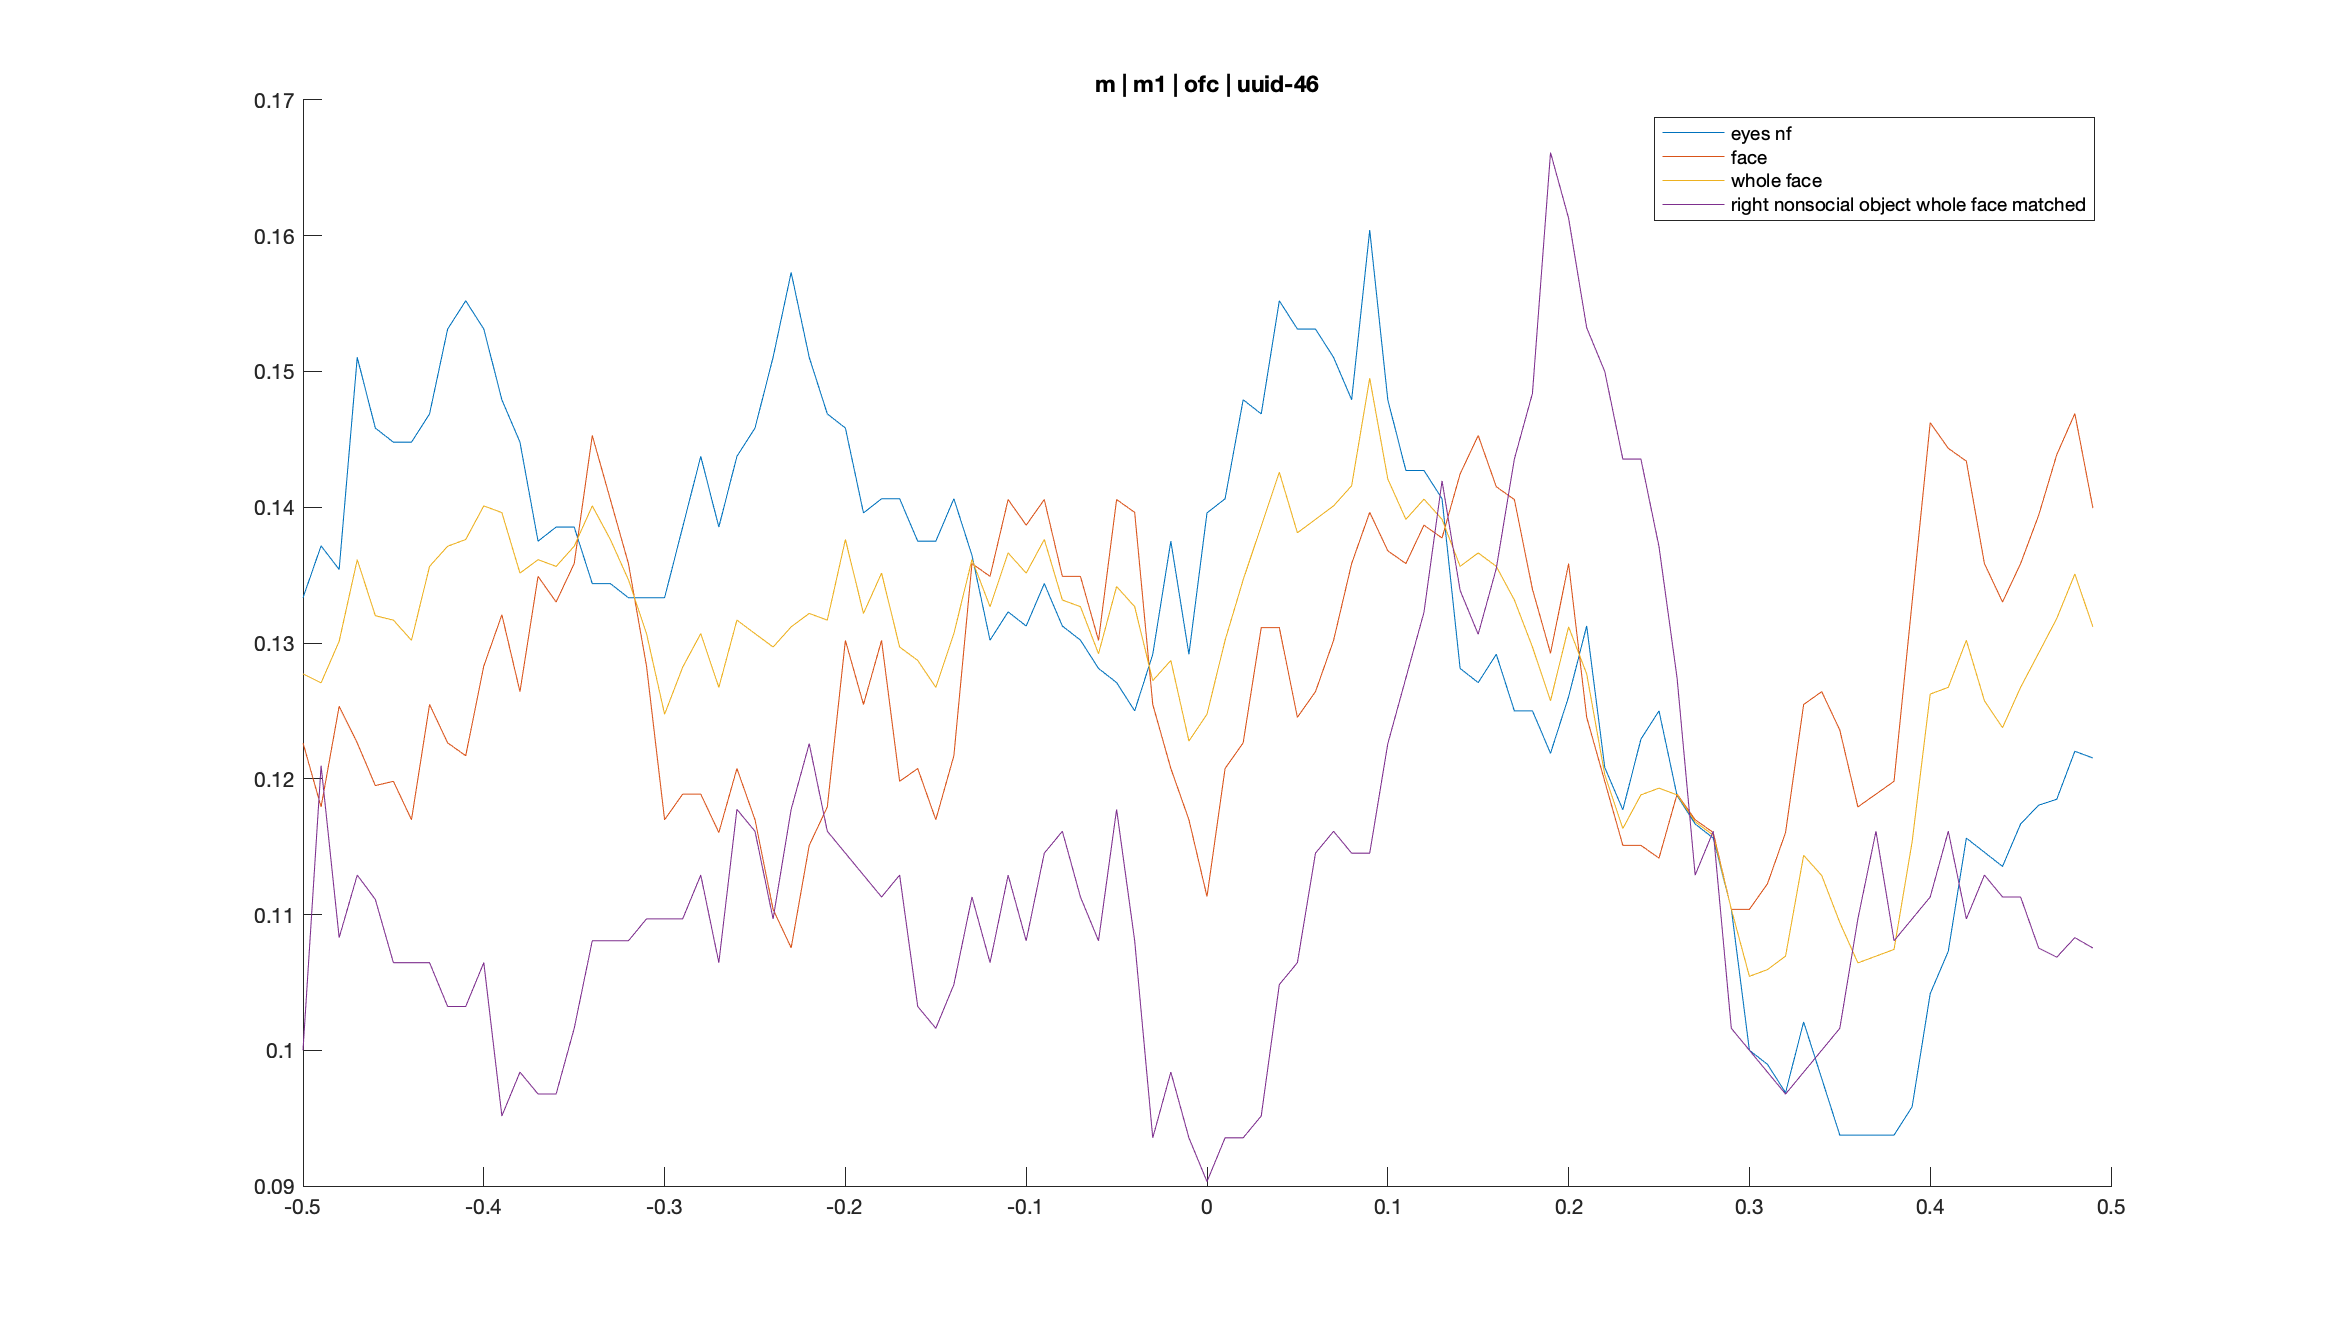 m | m1 | ofc | uuid-46
0.17
0.16
0.15
0.14
0.13
0.12
0.11
0.1
0.09
eyes nf
face
whole face
right nonsocial object whole face matched
-0.5 -0.4 -0.3 -0.2 -0.1 0 0.1 0.2 0.3 0.4 0.5